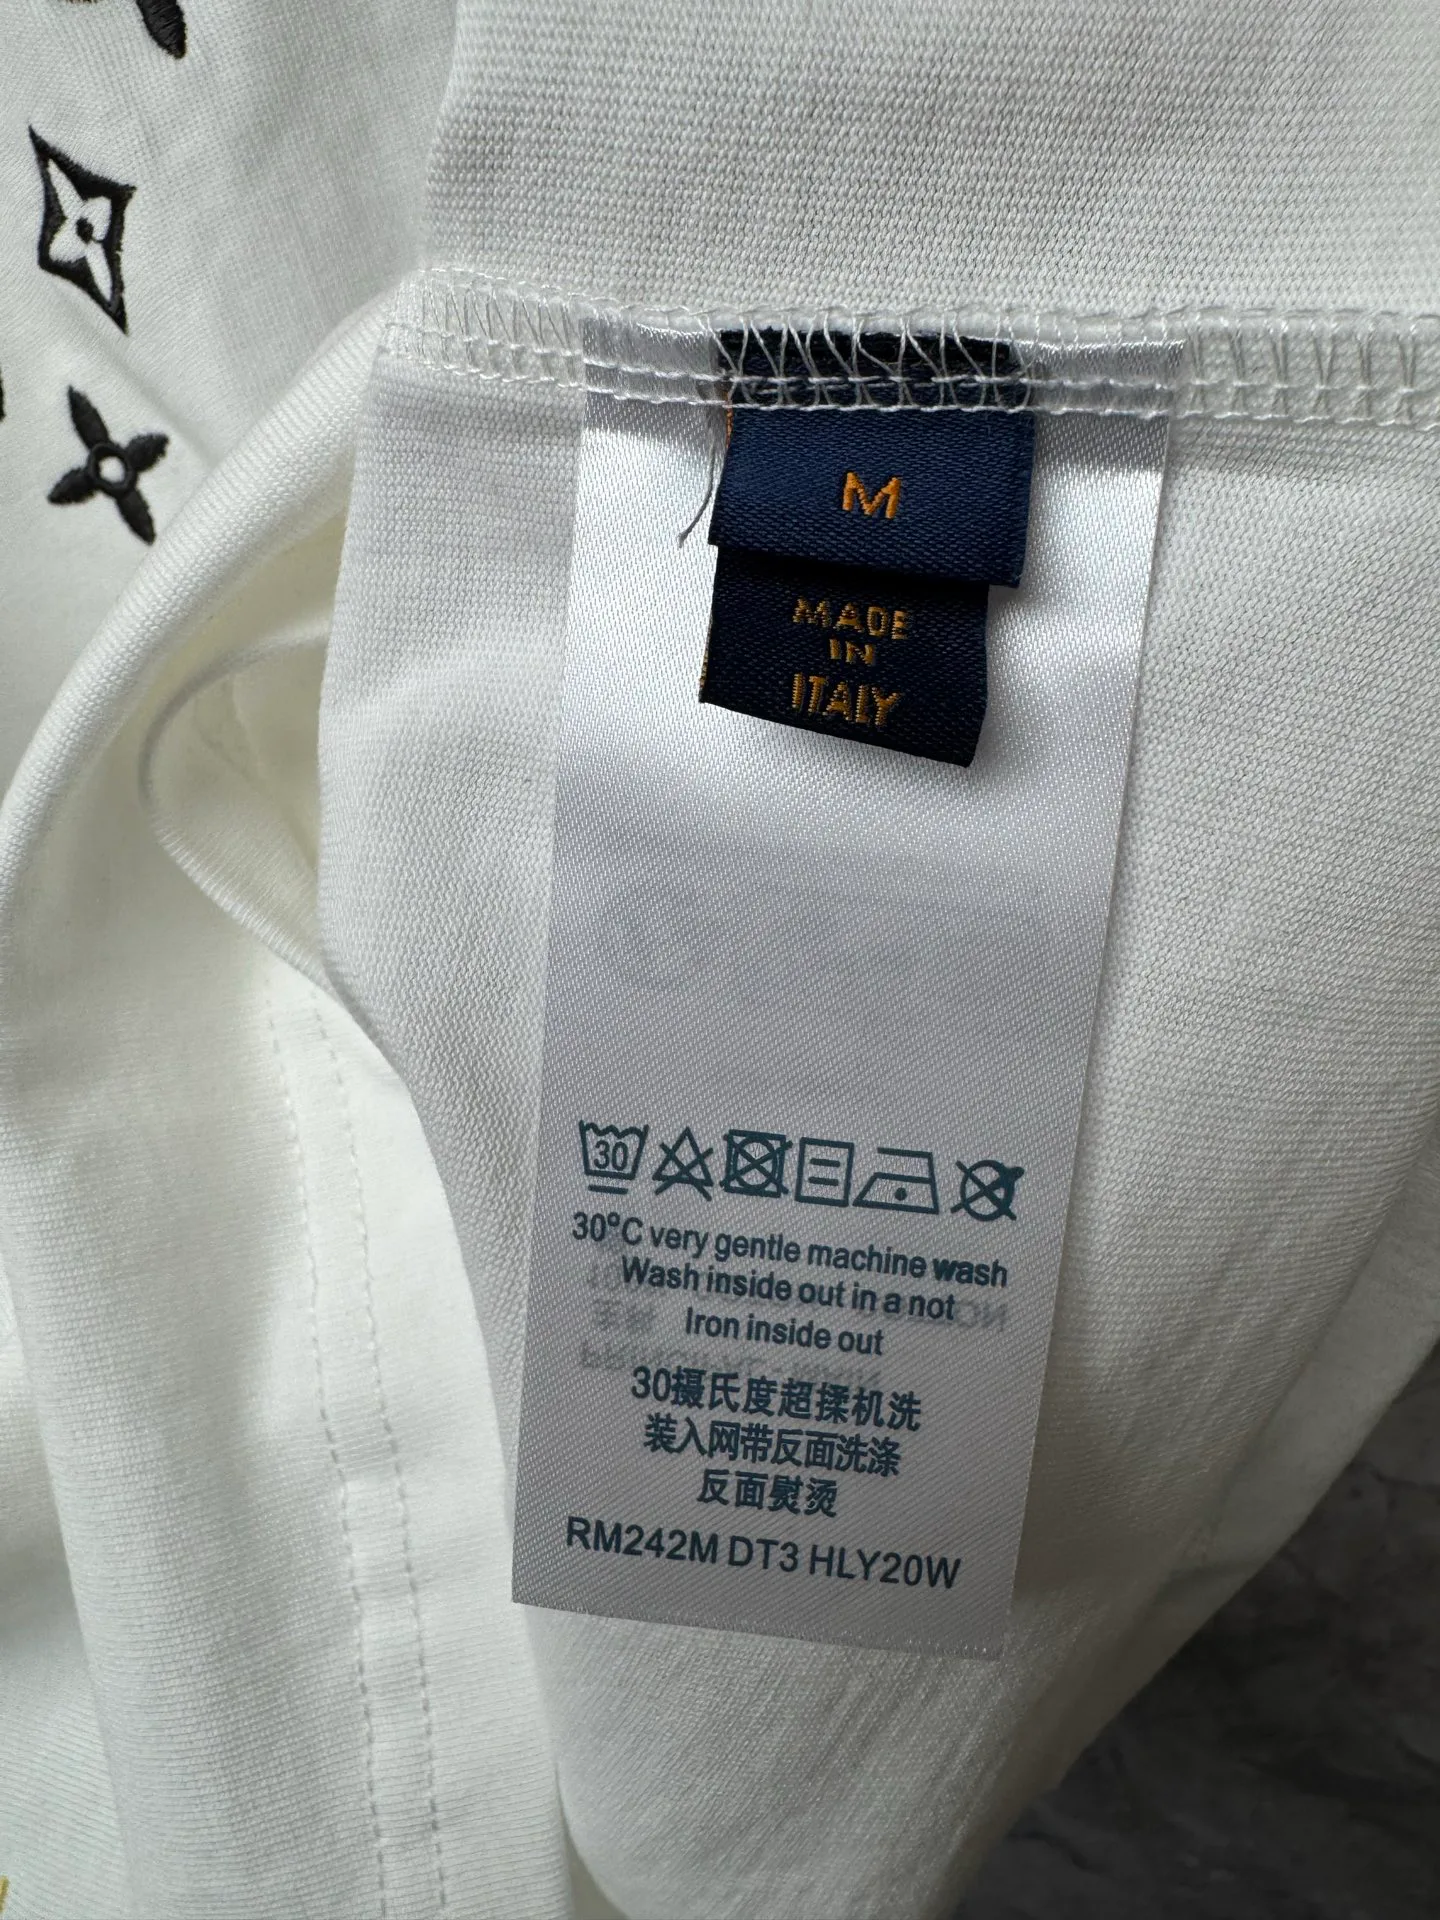 M
MADE
IN
ITALY
30
30°C very gentle machine wash
Wash inside out in a not
Iron inside out
30摄氏度超揉机洗
装入网带反面洗涤
反面熨烫
RM242M DT3 HLY20W